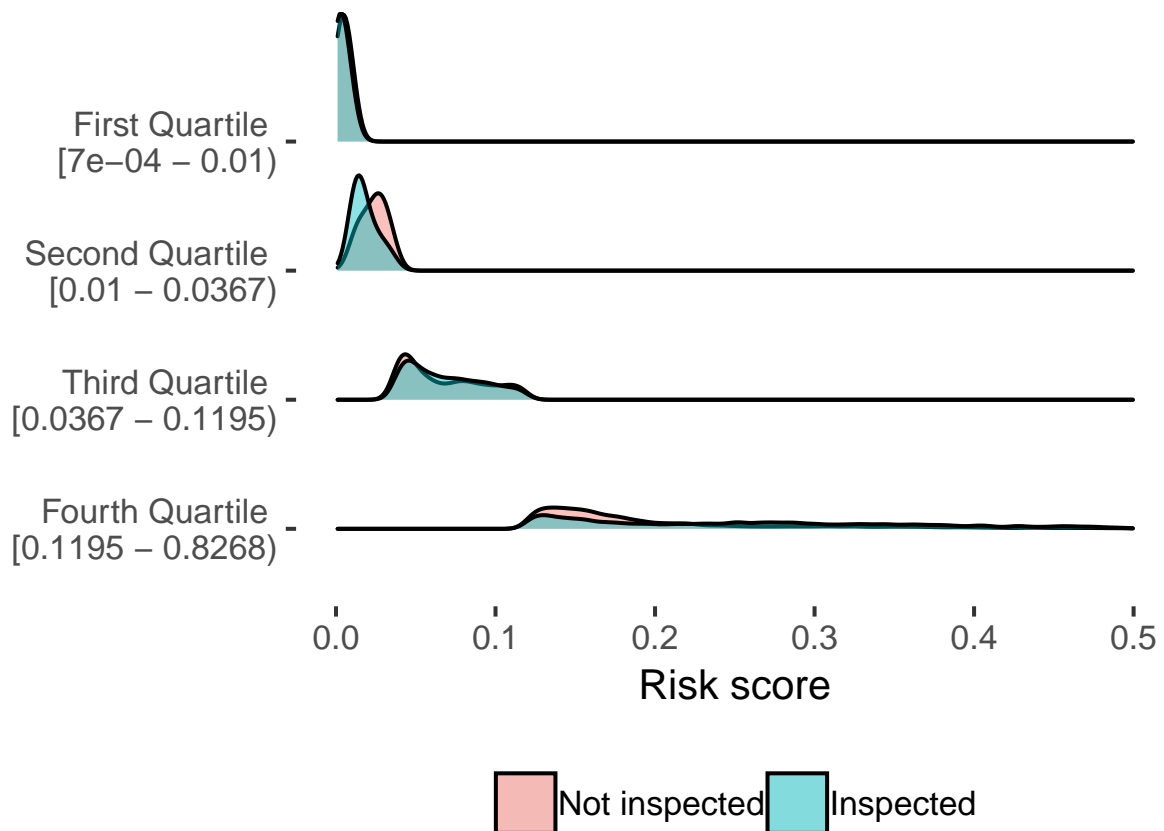 First Quartile
[7e−04 − 0.01)
Second Quartile
[0.01 − 0.0367)
Third Quartile
[0.0367 − 0.1195)
Fourth Quartile
[0.1195 − 0.8268)
0.0 0.1 0.2 0.3 0.4 0.5
Risk score
Not inspected Inspected